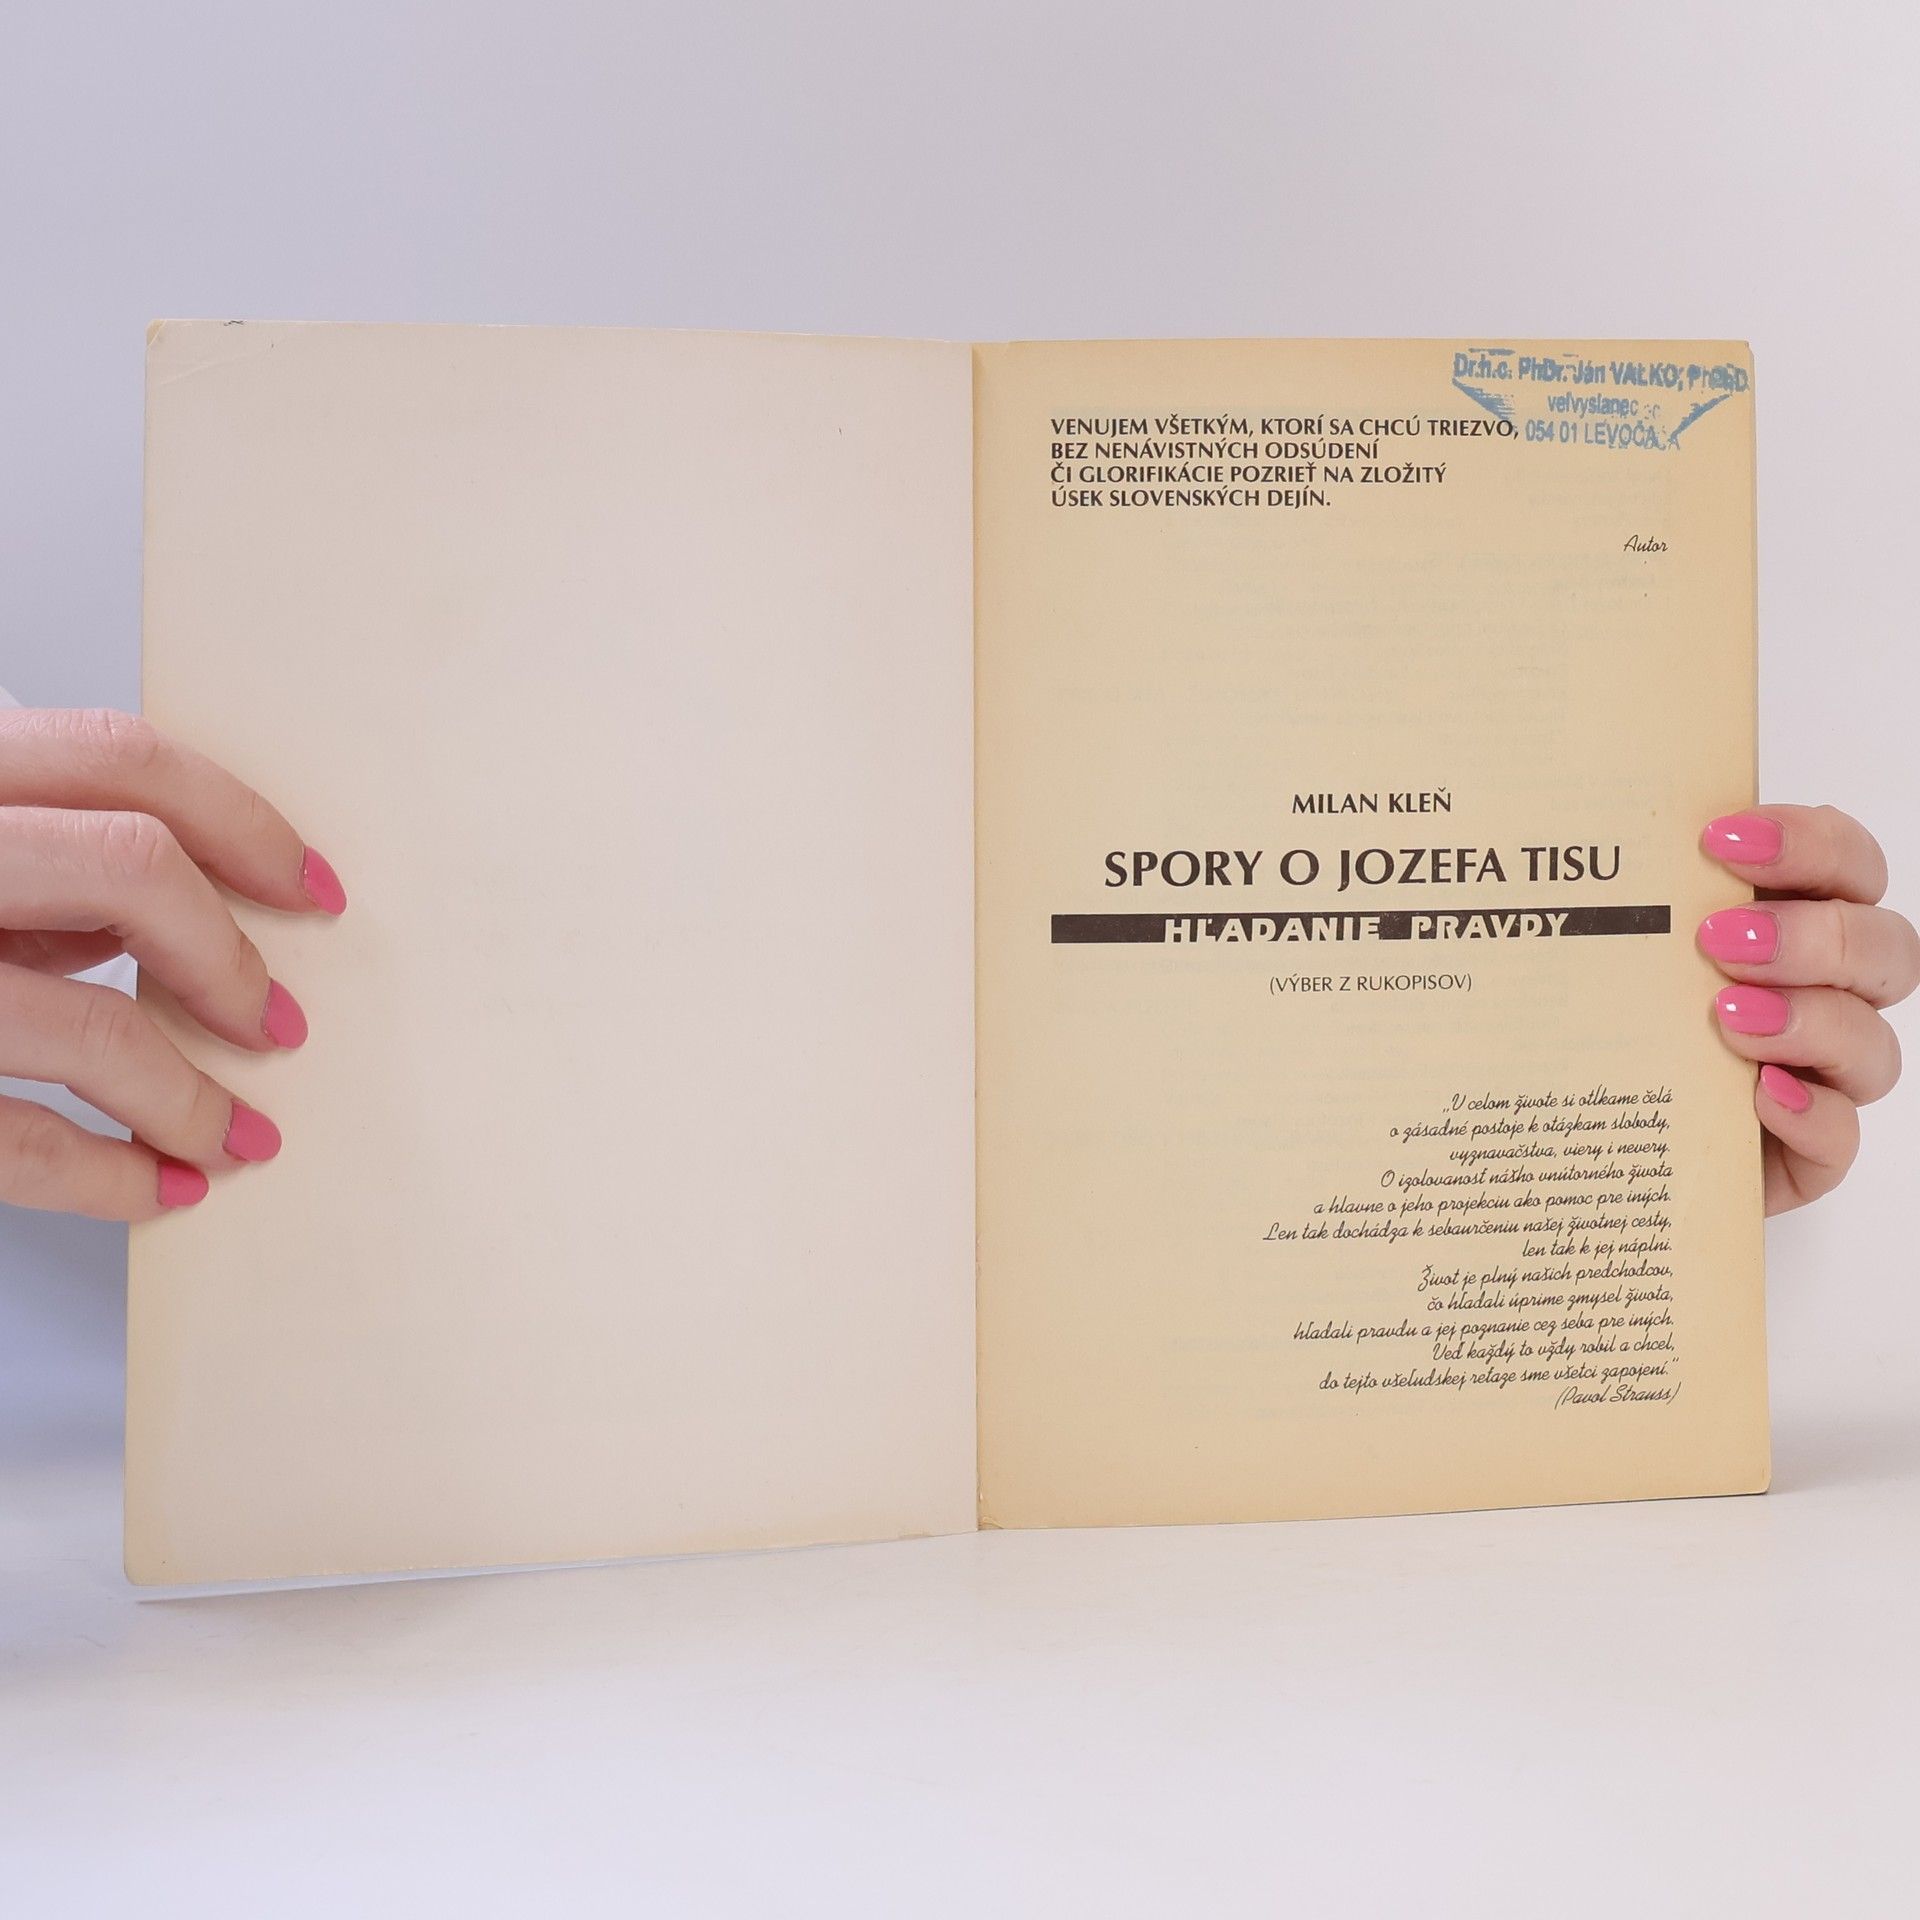 Dr.h.c. PhDr. Ján VALKO, PhD
veľvyslanec
054 01 LEVOČA
VENUJEM VŠETKÝM, KTORÍ SA CHCÚ TRIEZVO,
BEZ NENÁVISTNÝCH ODSÚDENÍ
ČI GLORIFIKÁCIE POZRIEŤ NA ZLOŽITÝ
ÚSEK SLOVENSKÝCH DEJÍN.
Autor
MILAN KLEŇ
SPORY O JOZEFA TISU
HĽADANIE PRAVDY
(VÝBER Z RUKOPISOV)
„V celom živote si otĺkame čelá
o zásadné postoje k otázkam slobody,
vyznavačstva, viery i nevery.
O izolovanosť nášho vnútorného života
a hlavne o jeho projekciu ako pomoc pre iných.
Len tak dochádza k sebaurčeniu našej životnej cesty,
len tak k jej náplni.
Život je plný našich predchodcov,
čo hľadali úprime zmysel života,
hľadali pravdu a jej poznanie cez seba pre iných.
Veď každý to vždy robil a chcel,
do tejto všeľudskej reťaze sme všetci zapojení.“
(Pavol Strauss)